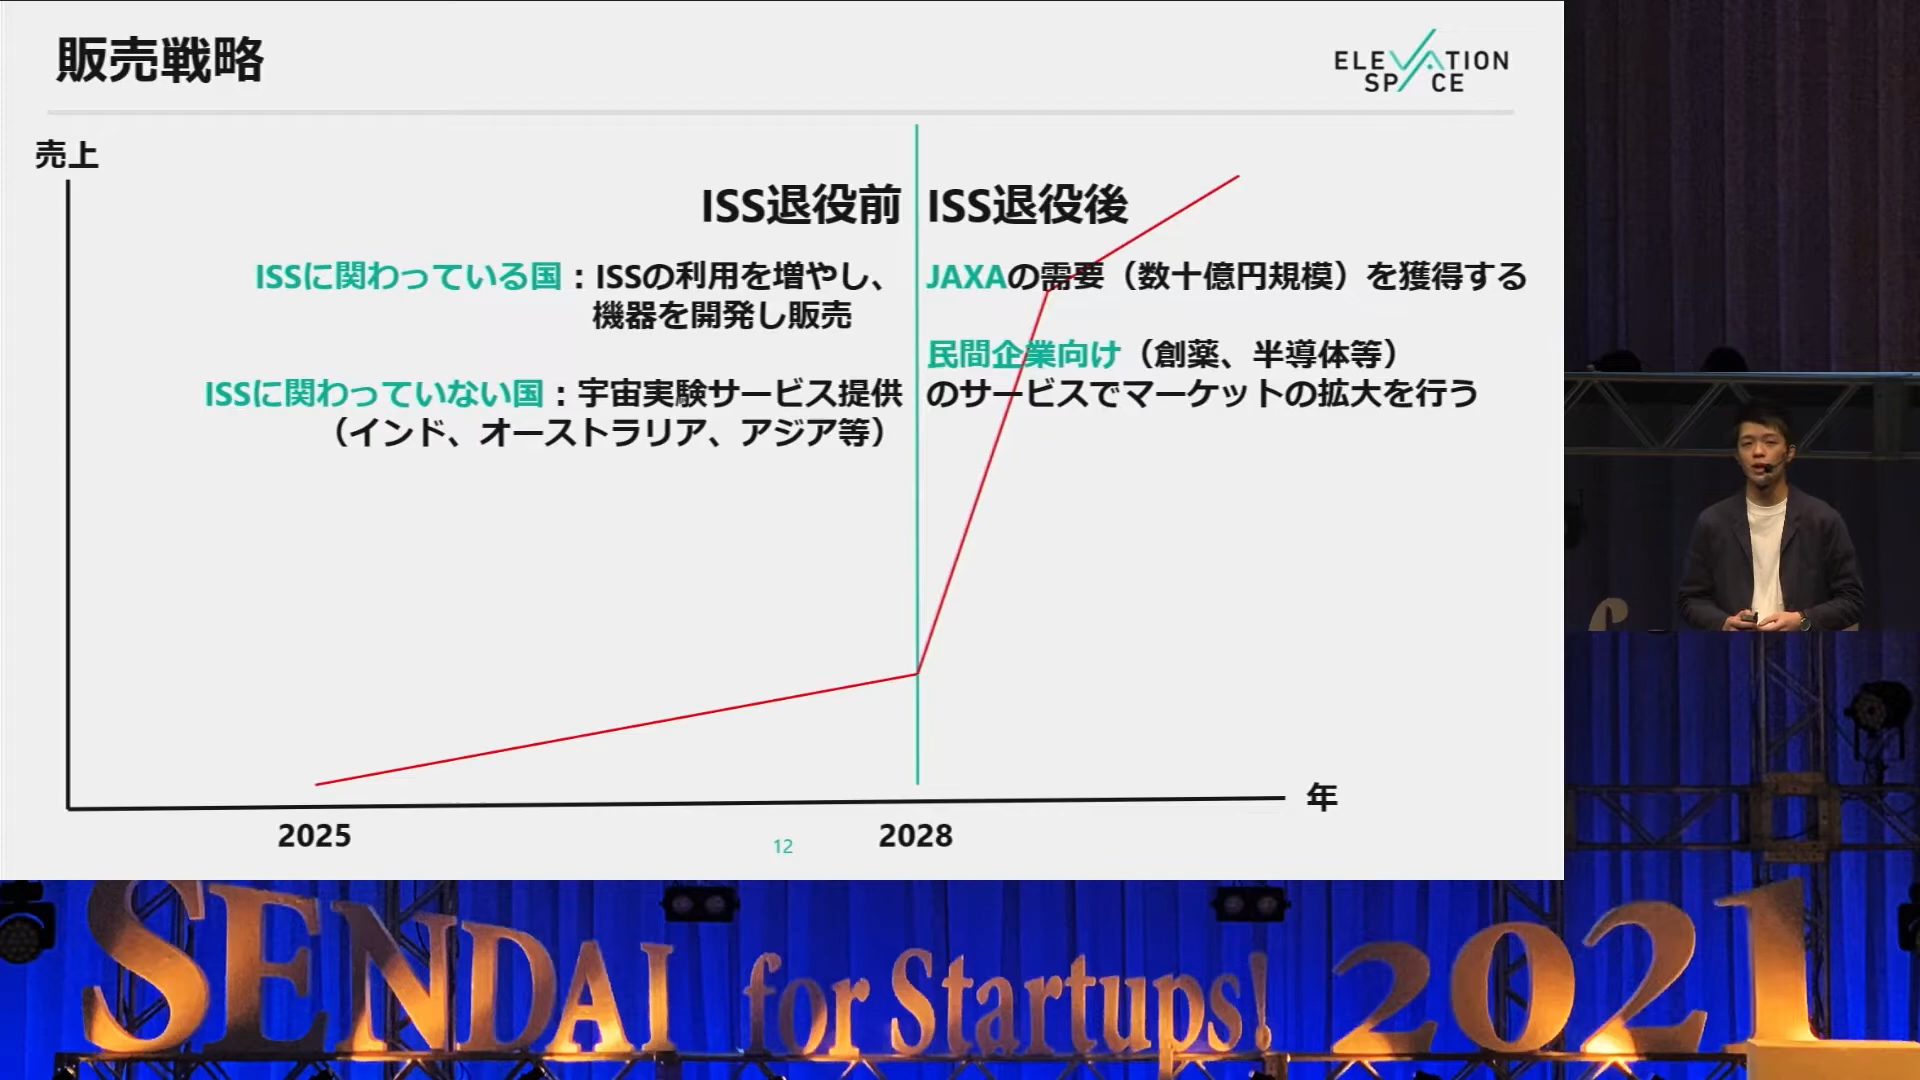 販売戦略
ELEVATION
SPACE
売上
ISS退役前
ISS退役後
ISSに関わっている国：ISSの利用を増やし、
機器を開発し販売
ISSに関わっていない国：宇宙実験サービス提供
（インド、オーストラリア、アジア等）
JAXAの需要（数十億円規模）を獲得する
民間企業向け（創薬、半導体等）
のサービスでマーケットの拡大を行う
年
2025
2028
12
SENDAI for Startups! 2021